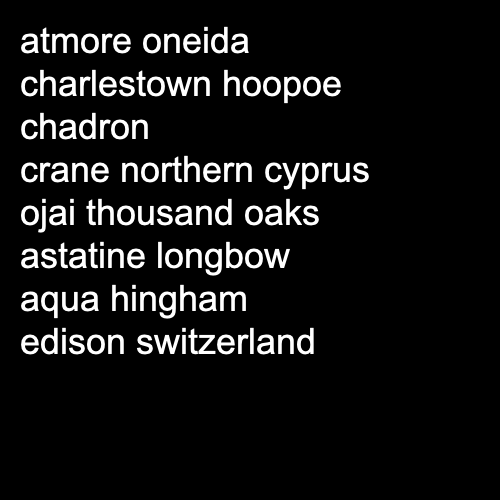 atmore oneida
charlestown hoopoe
chadron
crane northern cyprus
ojai thousand oaks
astatine longbow
aqua hingham
edison switzerland